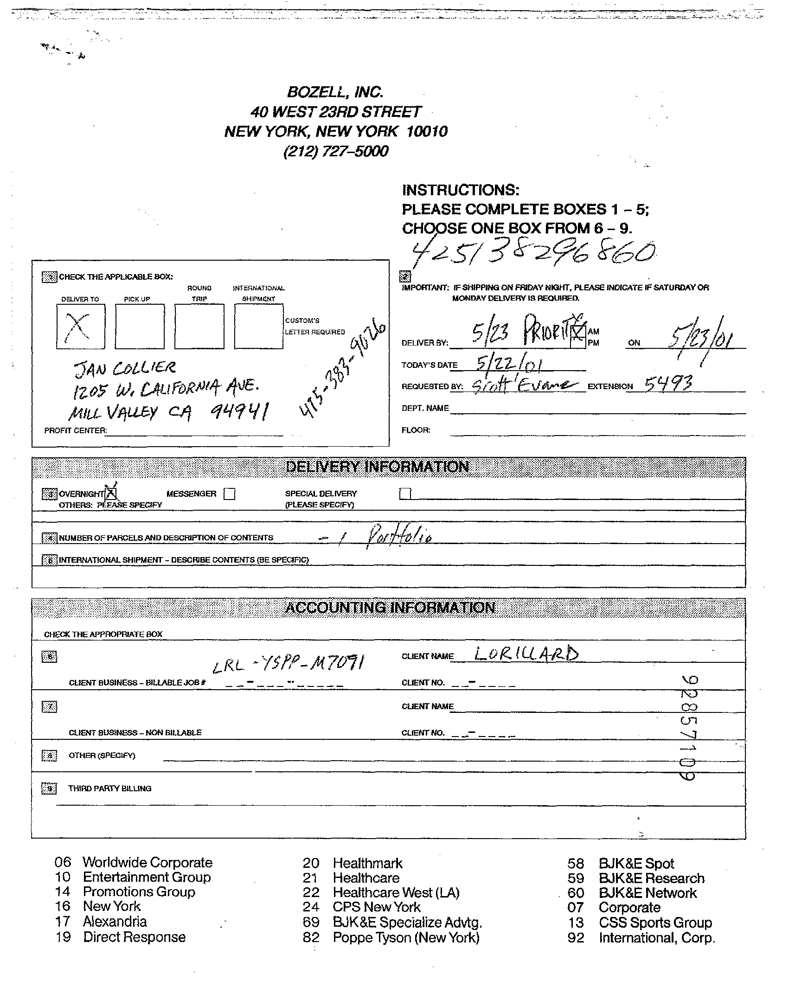 BOZELL, INC.
40 WEST 23RD STREET
NEW YORK, NEW YORK 10010
(212) 727-5000
INSTRUCTIONS:
PLEASE COMPLETE BOXES 1 – 5;
CHOOSE ONE BOX FROM 6 – 9.
425138296860
1 CHECK THE APPLICABLE BOX:
DELIVER TO PICK UP ROUND TRIP INTERNATIONAL SHIPMENT
X
CUSTOM'S
LETTER REQUIRED
JAN COLLIER
1205 W. CALIFORNIA AVE.
MILL VALLEY CA 94941
415-383-9026
PROFIT CENTER:
2
IMPORTANT: IF SHIPPING ON FRIDAY NIGHT, PLEASE INDICATE IF SATURDAY OR
MONDAY DELIVERY IS REQUIRED.
DELIVER BY: 5/23 PRIORITY X AM PM ON 5/23/01
TODAY'S DATE 5/22/01
REQUESTED BY: Scott Evans EXTENSION 5493
DEPT. NAME
FLOOR:
DELIVERY INFORMATION
3 OVERNIGHT X MESSENGER SPECIAL DELIVERY
OTHERS: PLEASE SPECIFY (PLEASE SPECIFY)
4 NUMBER OF PARCELS AND DESCRIPTION OF CONTENTS – 1 Portfolio
5 INTERNATIONAL SHIPMENT – DESCRIBE CONTENTS (BE SPECIFIC)
ACCOUNTING INFORMATION
CHECK THE APPROPRIATE BOX
6 LRL-YSPP-M7091 CLIENT NAME LORILLARD
CLIENT BUSINESS – BILLABLE JOB # _ _-_ _ _-_ _ _ _ _ CLIENT NO. _ _-_ _ _ _
7 CLIENT NAME
CLIENT BUSINESS – NON BILLABLE CLIENT NO. _ _-_ _ _ _
8 OTHER (SPECIFY)
9 THIRD PARTY BILLING
92857109
06 Worldwide Corporate
10 Entertainment Group
14 Promotions Group
16 New York
17 Alexandria
19 Direct Response
20 Healthmark
21 Healthcare
22 Healthcare West (LA)
24 CPS New York
69 BJK&E Specialize Advtg.
82 Poppe Tyson (New York)
58 BJK&E Spot
59 BJK&E Research
60 BJK&E Network
07 Corporate
13 CSS Sports Group
92 International, Corp.